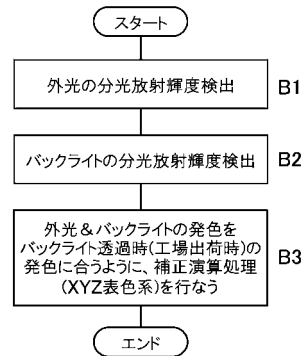 スタート
外光の分光放射輝度検出
B1
バックライトの分光放射輝度検出
B2
外光＆バックライトの発色を
バックライト透過時(工場出荷時)の
発色に合うように、補正演算処理
(XYZ表色系)を行なう
B3
エンド